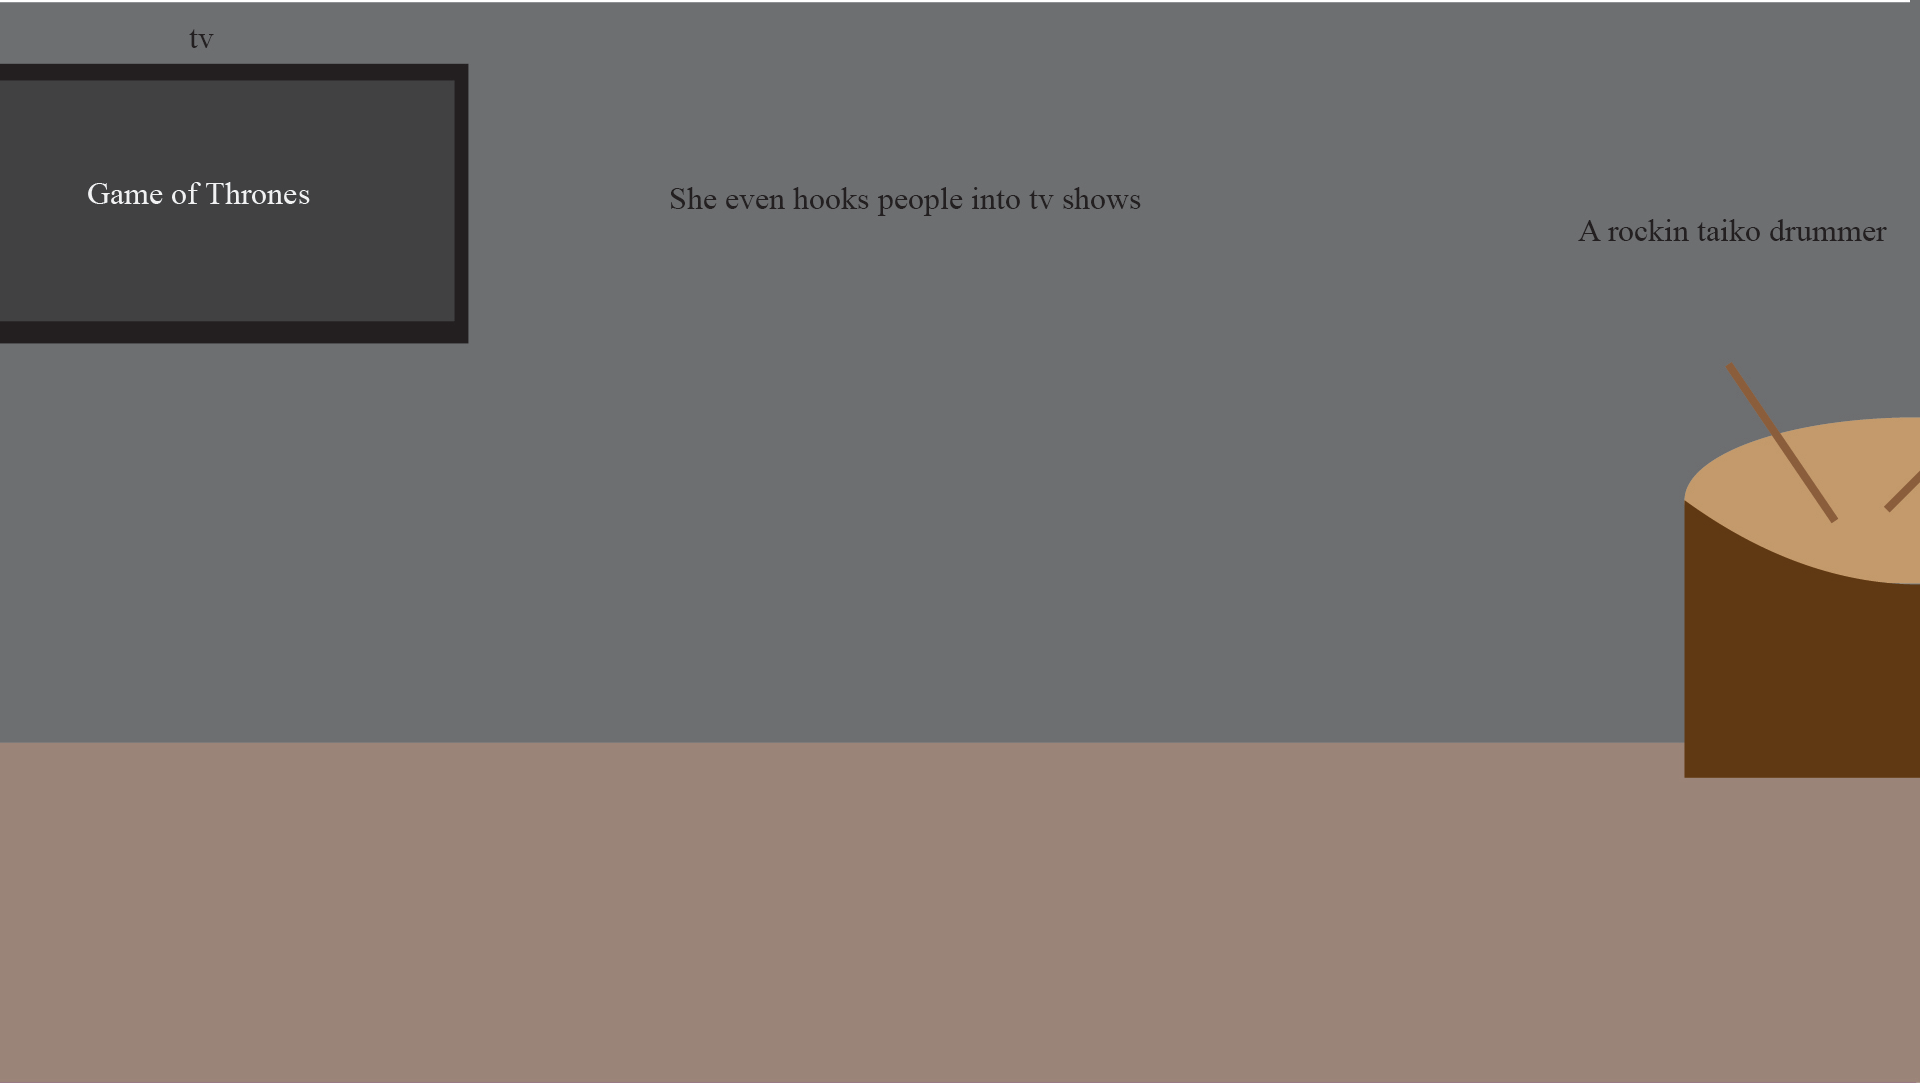 tv
Game of Thrones
She even hooks people into tv shows
A rockin taiko drummer